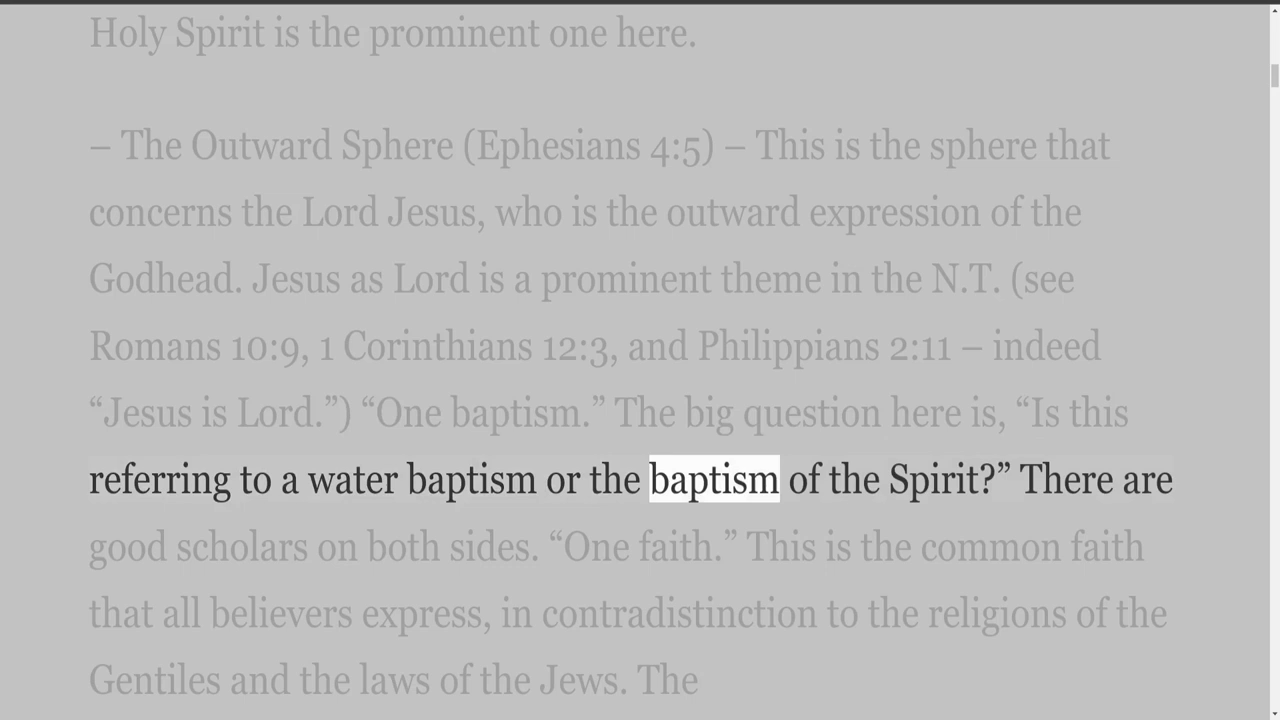 Holy Spirit is the prominent one here.
– The Outward Sphere (Ephesians 4:5) – This is the sphere that
concerns the Lord Jesus, who is the outward expression of the
Godhead. Jesus as Lord is a prominent theme in the N.T. (see
Romans 10:9, 1 Corinthians 12:3, and Philippians 2:11 – indeed
“Jesus is Lord.”) “One baptism.” The big question here is, “Is this
referring to a water baptism or the baptism of the Spirit?” There are
good scholars on both sides. “One faith.” This is the common faith
that all believers express, in contradistinction to the religions of the
Gentiles and the laws of the Jews. The